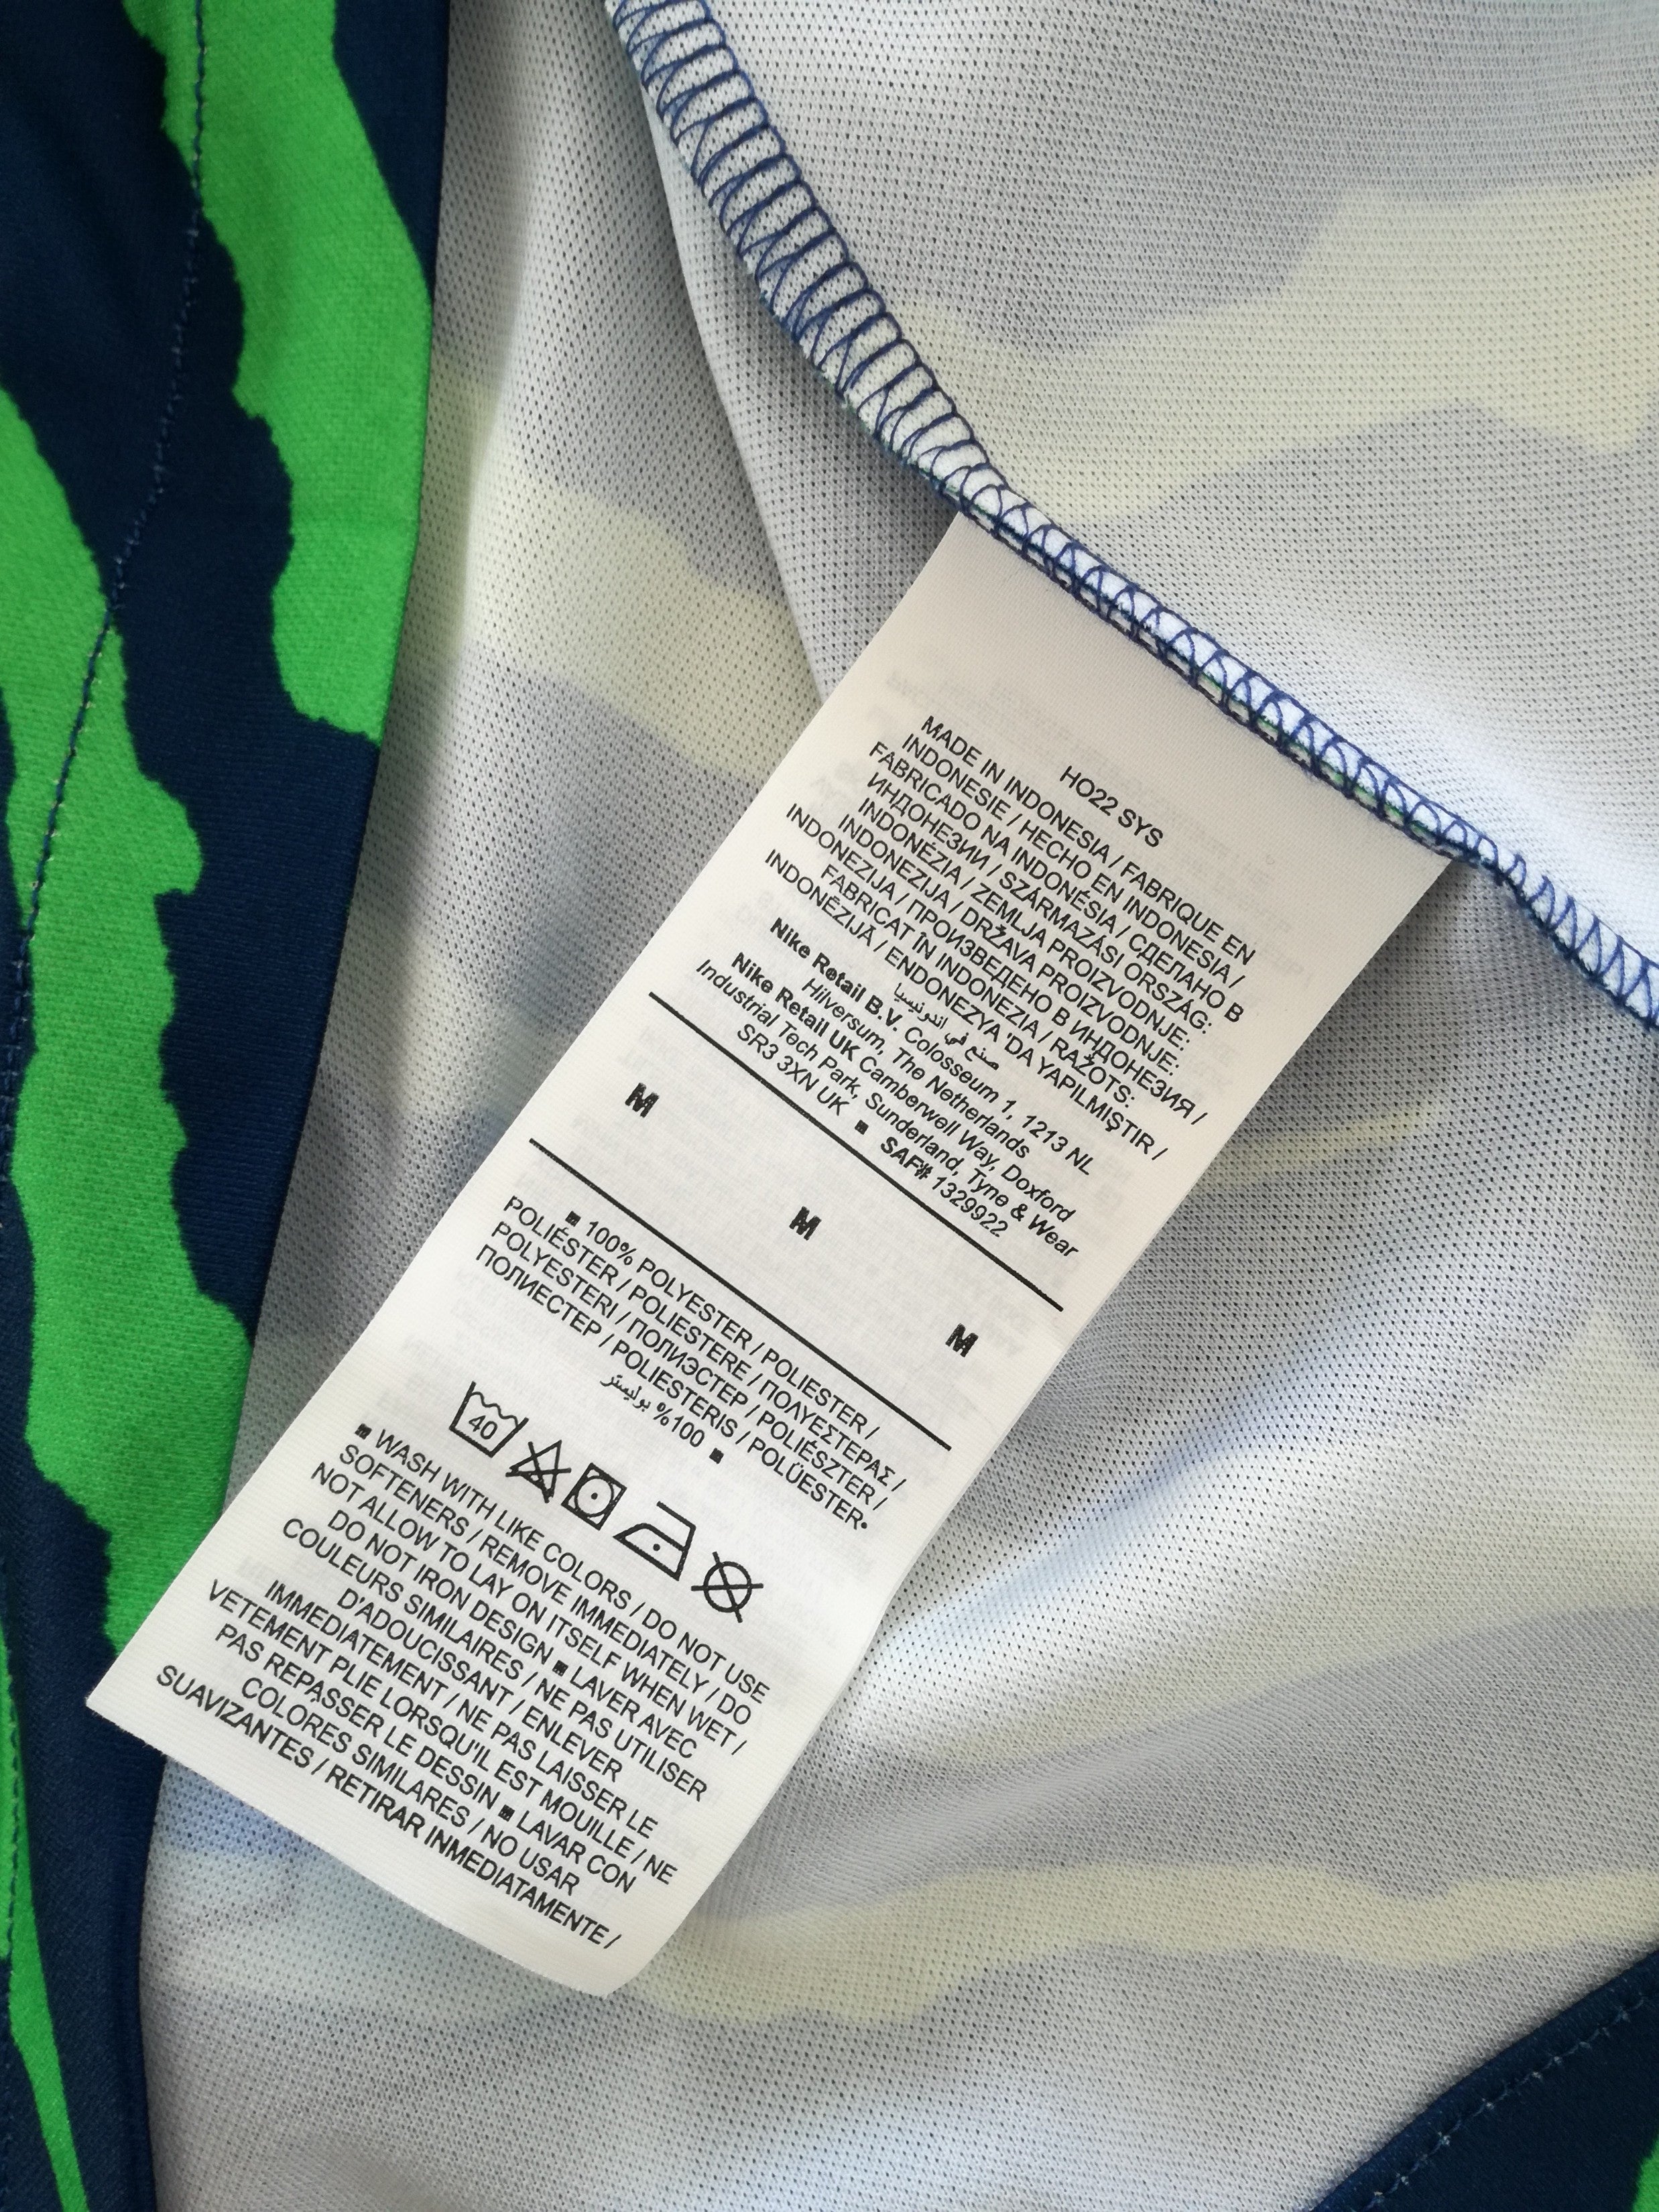 HO22 SYS
MADE IN INDONESIA / FABRIQUE EN
INDONESIE / HECHO EN INDONESIA /
FABRICADO NA INDONÉSIA / СДЕЛАНО В
ИНДОНЕЗИИ / SZÁRMAZÁSI ORSZÁG:
INDONÉZIA / ZEMLJA PROIZVODNJE:
INDONEZIJA / DRŽAVA PROIZVODNJE:
INDONEZIJA / ПРОИЗВЕДЕНО В ИНДОНЕЗИЯ /
FABRICAT ÎN INDONEZIA / RAŽOTS:
INDONĒZIJĀ / ENDONEZYA 'DA YAPILMIŞTIR /
صنع في اندونيسيا
Nike Retail B.V. Colosseum 1, 1213 NL
Hilversum, The Netherlands
Nike Retail UK Camberwell Way, Doxford
Industrial Tech Park, Sunderland, Tyne & Wear
SR3 3XN UK ■ SAF# 1329922
M M M
■ 100% POLYESTER / POLIESTER /
POLIÉSTER / POLIESTERE / ΠΟΛΥΕΣΤΕΡΑΣ /
POLYESTERI / ПОЛИЭСТЕР / POLIÉSZTER /
ПОЛИЕСТЕР / POLIESTERIS / POLÜESTER•
■ 100% بوليستر
40
■ WASH WITH LIKE COLORS / DO NOT USE
SOFTENERS / REMOVE IMMEDIATELY / DO
NOT ALLOW TO LAY ON ITSELF WHEN WET /
DO NOT IRON DESIGN ■ LAVER AVEC
COULEURS SIMILAIRES / NE PAS UTILISER
D'ADOUCISSANT / ENLEVER
IMMEDIATEMENT / NE PAS LAISSER LE
VETEMENT PLIE LORSQU'IL EST MOUILLE / NE
PAS REPASSER LE DESSIN ■ LAVAR CON
COLORES SIMILARES / NO USAR
SUAVIZANTES / RETIRAR INMEDIATAMENTE /